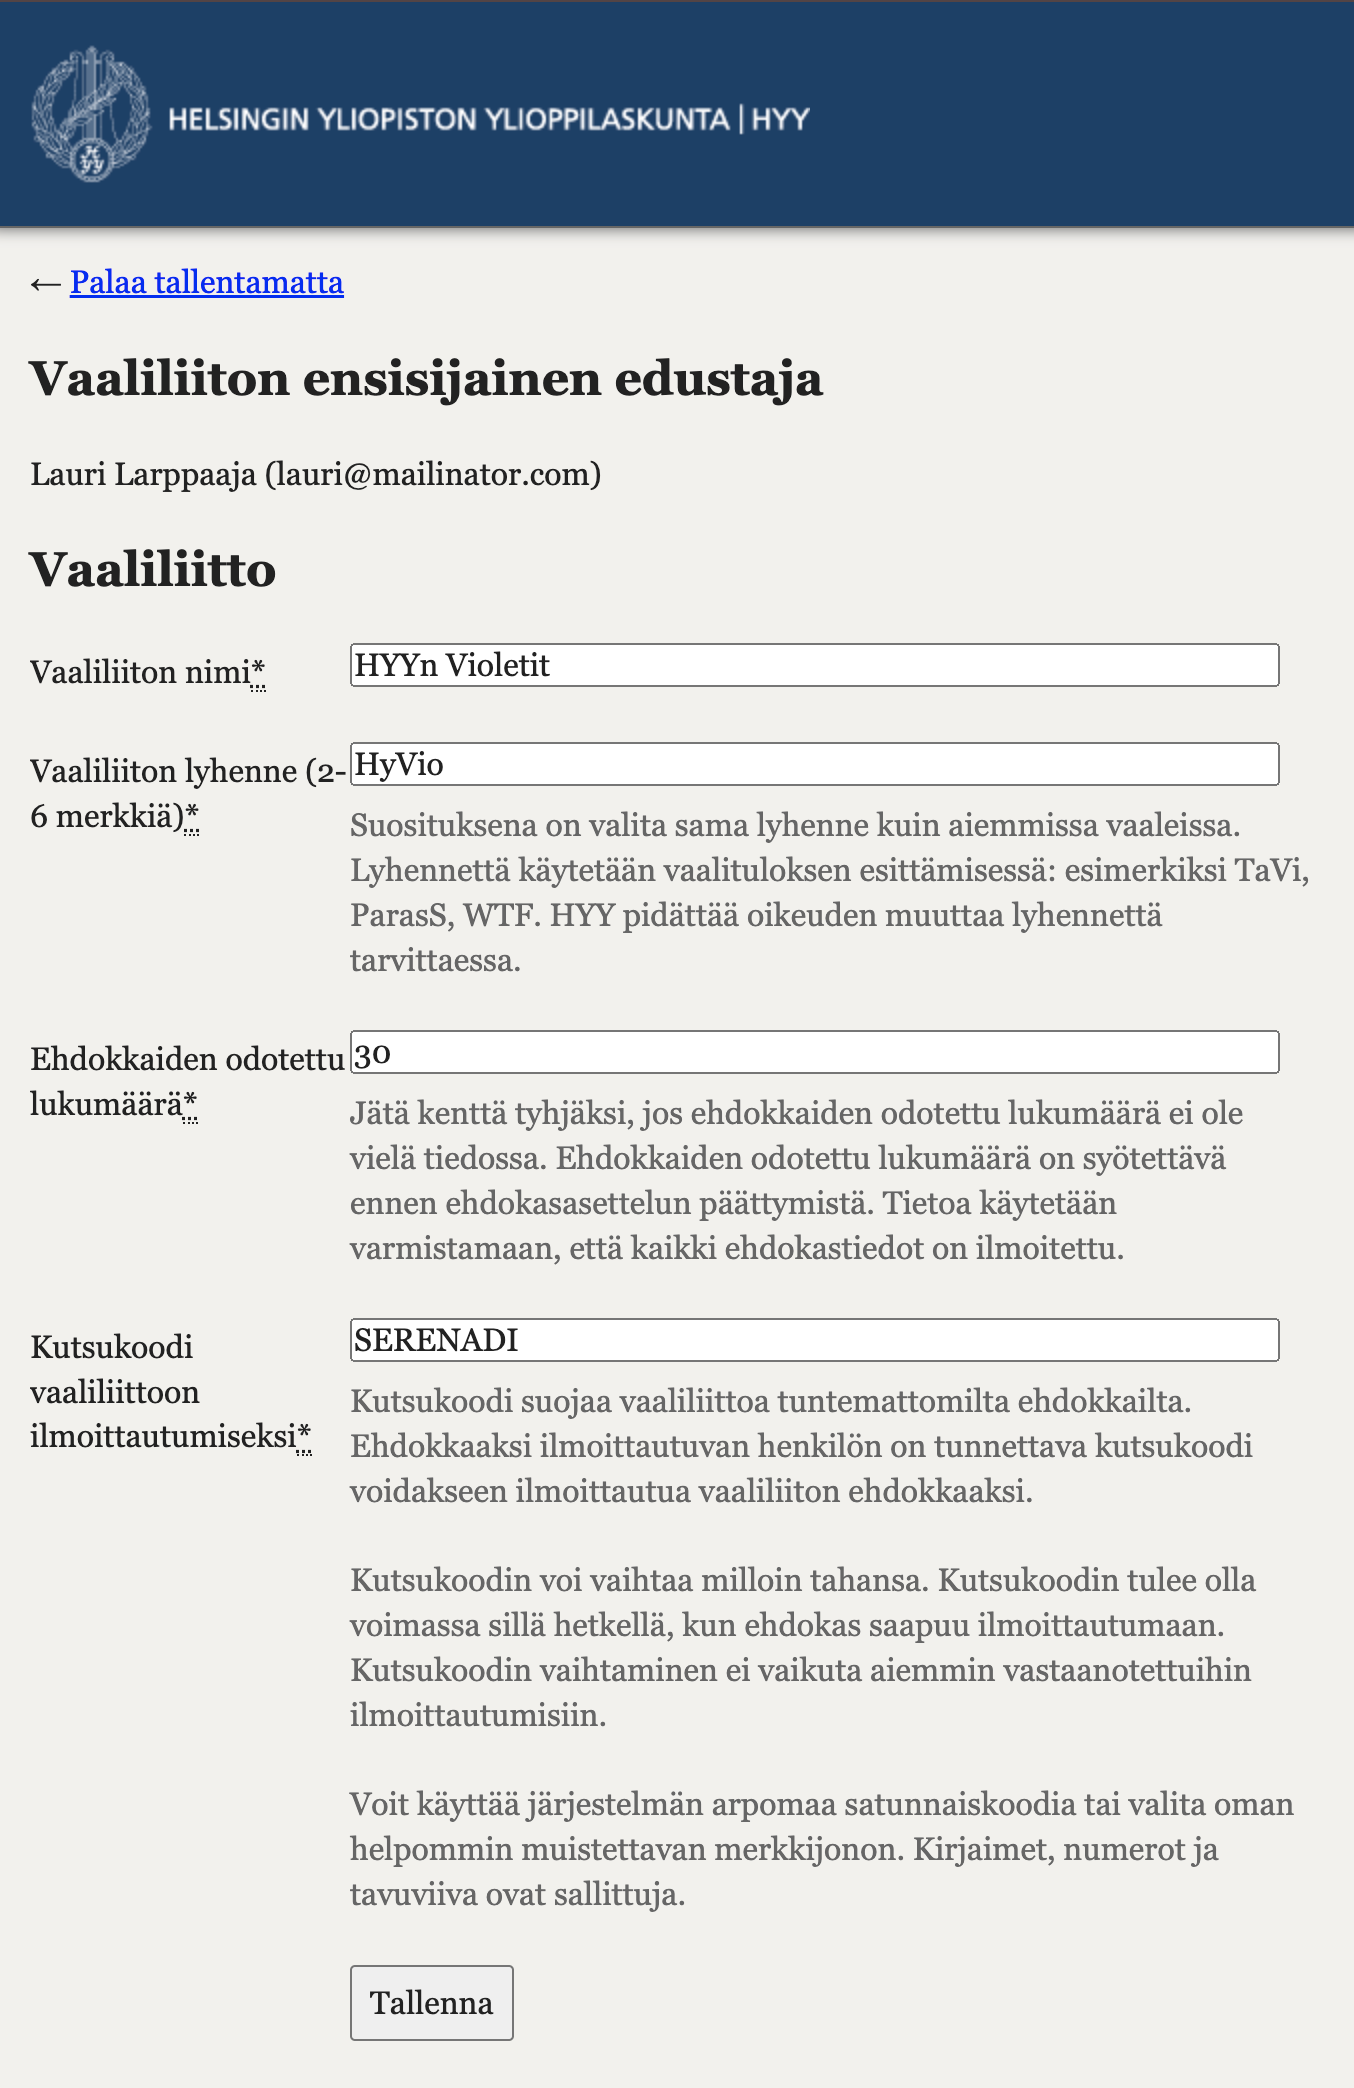 HELSINGIN YLIOPISTON YLIOPPILASKUNTA | HYY
← Palaa tallentamatta
Vaaliliiton ensisijainen edustaja
Lauri Larppaaja (lauri@mailinator.com)
Vaaliliitto
Vaaliliiton nimi*
HYYn Violetit
Vaaliliiton lyhenne (2-
6 merkkiä)*
HyVio
Suosituksena on valita sama lyhenne kuin aiemmissa vaaleissa.
Lyhennettä käytetään vaalituloksen esittämisessä: esimerkiksi TaVi,
ParasS, WTF. HYY pidättää oikeuden muuttaa lyhennettä
tarvittaessa.
Ehdokkaiden odotettu
lukumäärä*
30
Jätä kenttä tyhjäksi, jos ehdokkaiden odotettu lukumäärä ei ole
vielä tiedossa. Ehdokkaiden odotettu lukumäärä on syötettävä
ennen ehdokasasettelun päättymistä. Tietoa käytetään
varmistamaan, että kaikki ehdokastiedot on ilmoitettu.
Kutsukoodi
vaaliliittoon
ilmoittautumiseksi*
SERENADI
Kutsukoodi suojaa vaaliliittoa tuntemattomilta ehdokkailta.
Ehdokkaaksi ilmoittautuvan henkilön on tunnettava kutsukoodi
voidakseen ilmoittautua vaaliliiton ehdokkaaksi.
Kutsukoodin voi vaihtaa milloin tahansa. Kutsukoodin tulee olla
voimassa sillä hetkellä, kun ehdokas saapuu ilmoittautumaan.
Kutsukoodin vaihtaminen ei vaikuta aiemmin vastaanotettuihin
ilmoittautumisiin.
Voit käyttää järjestelmän arpomaa satunnaiskoodia tai valita oman
helpommin muistettavan merkkijonon. Kirjaimet, numerot ja
tavuviiva ovat sallittuja.
Tallenna